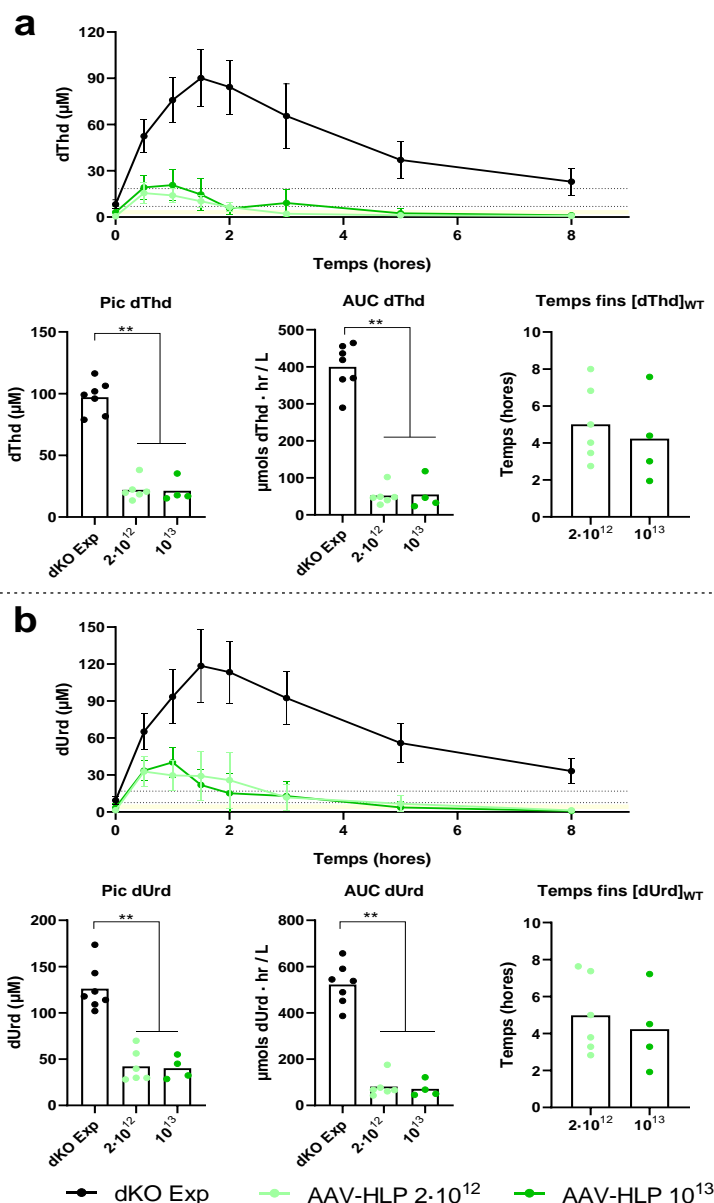 a
120
90
60
30
0
dThd (µM)
0 2 4 6 8
Temps (hores)
Pic dThd
150
100
50
0
dThd (µM)
**
dKO Exp
2·10¹²
10¹³
AUC dThd
500
400
300
200
100
0
µmols dThd · hr / L
**
dKO Exp
2·10¹²
10¹³
Temps fins [dThd]WT
10
8
6
4
2
0
Temps (hores)
2·10¹² 10¹³
b
150
120
90
60
30
0
dUrd (µM)
0 2 4 6 8
Temps (hores)
Pic dUrd
200
150
100
50
0
dUrd (µM)
**
dKO Exp
2·10¹²
10¹³
AUC dUrd
800
600
400
200
0
µmols dUrd · hr / L
**
dKO Exp
2·10¹²
10¹³
Temps fins [dUrd]WT
10
8
6
4
2
0
Temps (hores)
2·10¹² 10¹³
dKO Exp AAV-HLP 2·10¹² AAV-HLP 10¹³